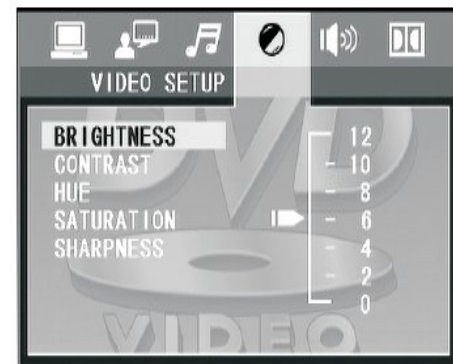 VIDEO SETUP
BRIGHTNESS
CONTRAST
HUE
SATURATION
SHARPNESS
12
10
8
6
4
2
0
DVD
VIDEO